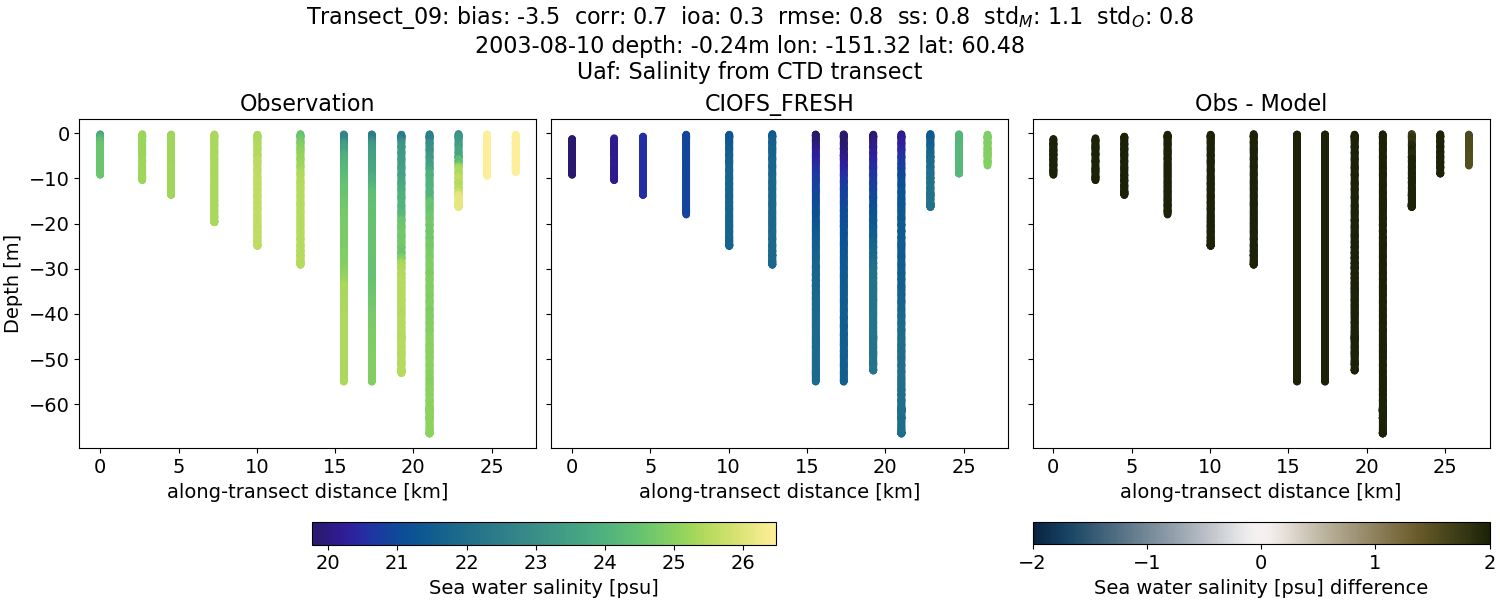 Transect_09: bias: -3.5 corr: 0.7 ioa: 0.3 rmse: 0.8 ss: 0.8 std_M: 1.1 std_O: 0.8
2003-08-10 depth: -0.24m lon: -151.32 lat: 60.48
Uaf: Salinity from CTD transect
Observation CIOFS_FRESH Obs - Model
Depth [m]
0
−10
−20
−30
−40
−50
−60
0 5 10 15 20 25 0 5 10 15 20 25 0 5 10 15 20 25
along-transect distance [km] along-transect distance [km] along-transect distance [km]
20 21 22 23 24 25 26 −2 −1 0 1 2
Sea water salinity [psu] Sea water salinity [psu] difference